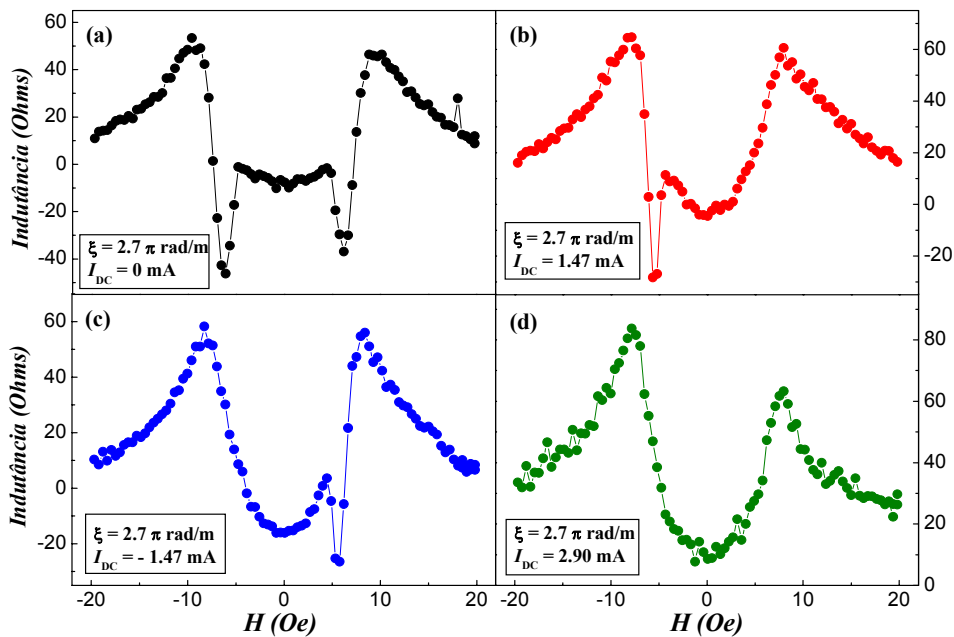 (a)
Indutância (Ohms)
60
40
20
0
-20
-40
ξ = 2.7 π rad/m
I_DC = 0 mA
(b)
60
40
20
0
-20
ξ = 2.7 π rad/m
I_DC = 1.47 mA
(c)
Indutância (Ohms)
60
40
20
0
-20
ξ = 2.7 π rad/m
I_DC = - 1.47 mA
-20 -10 0 10 20
H (Oe)
(d)
80
60
40
20
0
ξ = 2.7 π rad/m
I_DC = 2.90 mA
-20 -10 0 10 20
H (Oe)